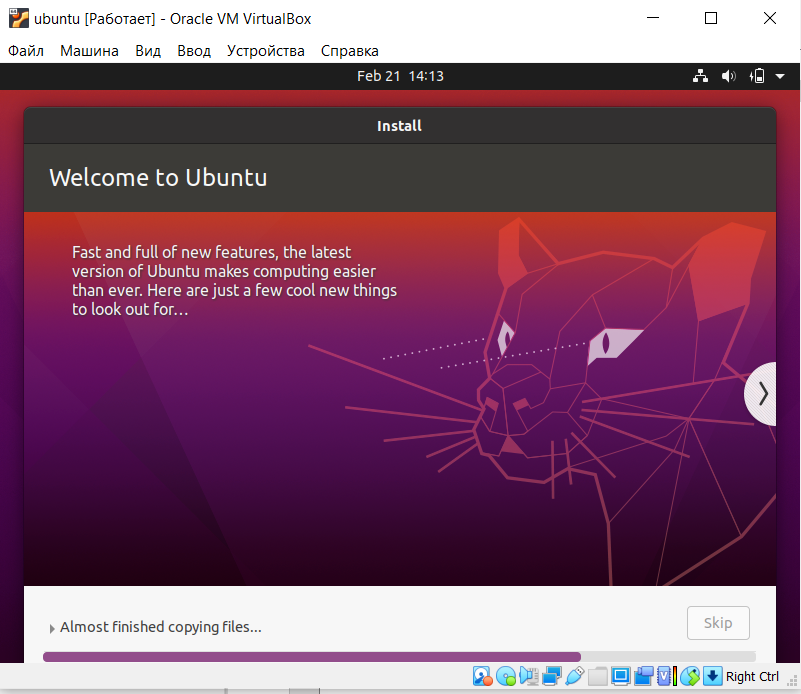 ubuntu [Работает] - Oracle VM VirtualBox
Файл Машина Вид Ввод Устройства Справка
Feb 21 14:13
Install
Welcome to Ubuntu
Fast and full of new features, the latest
version of Ubuntu makes computing easier
than ever. Here are just a few cool new things
to look out for…
Almost finished copying files...
Skip
Right Ctrl